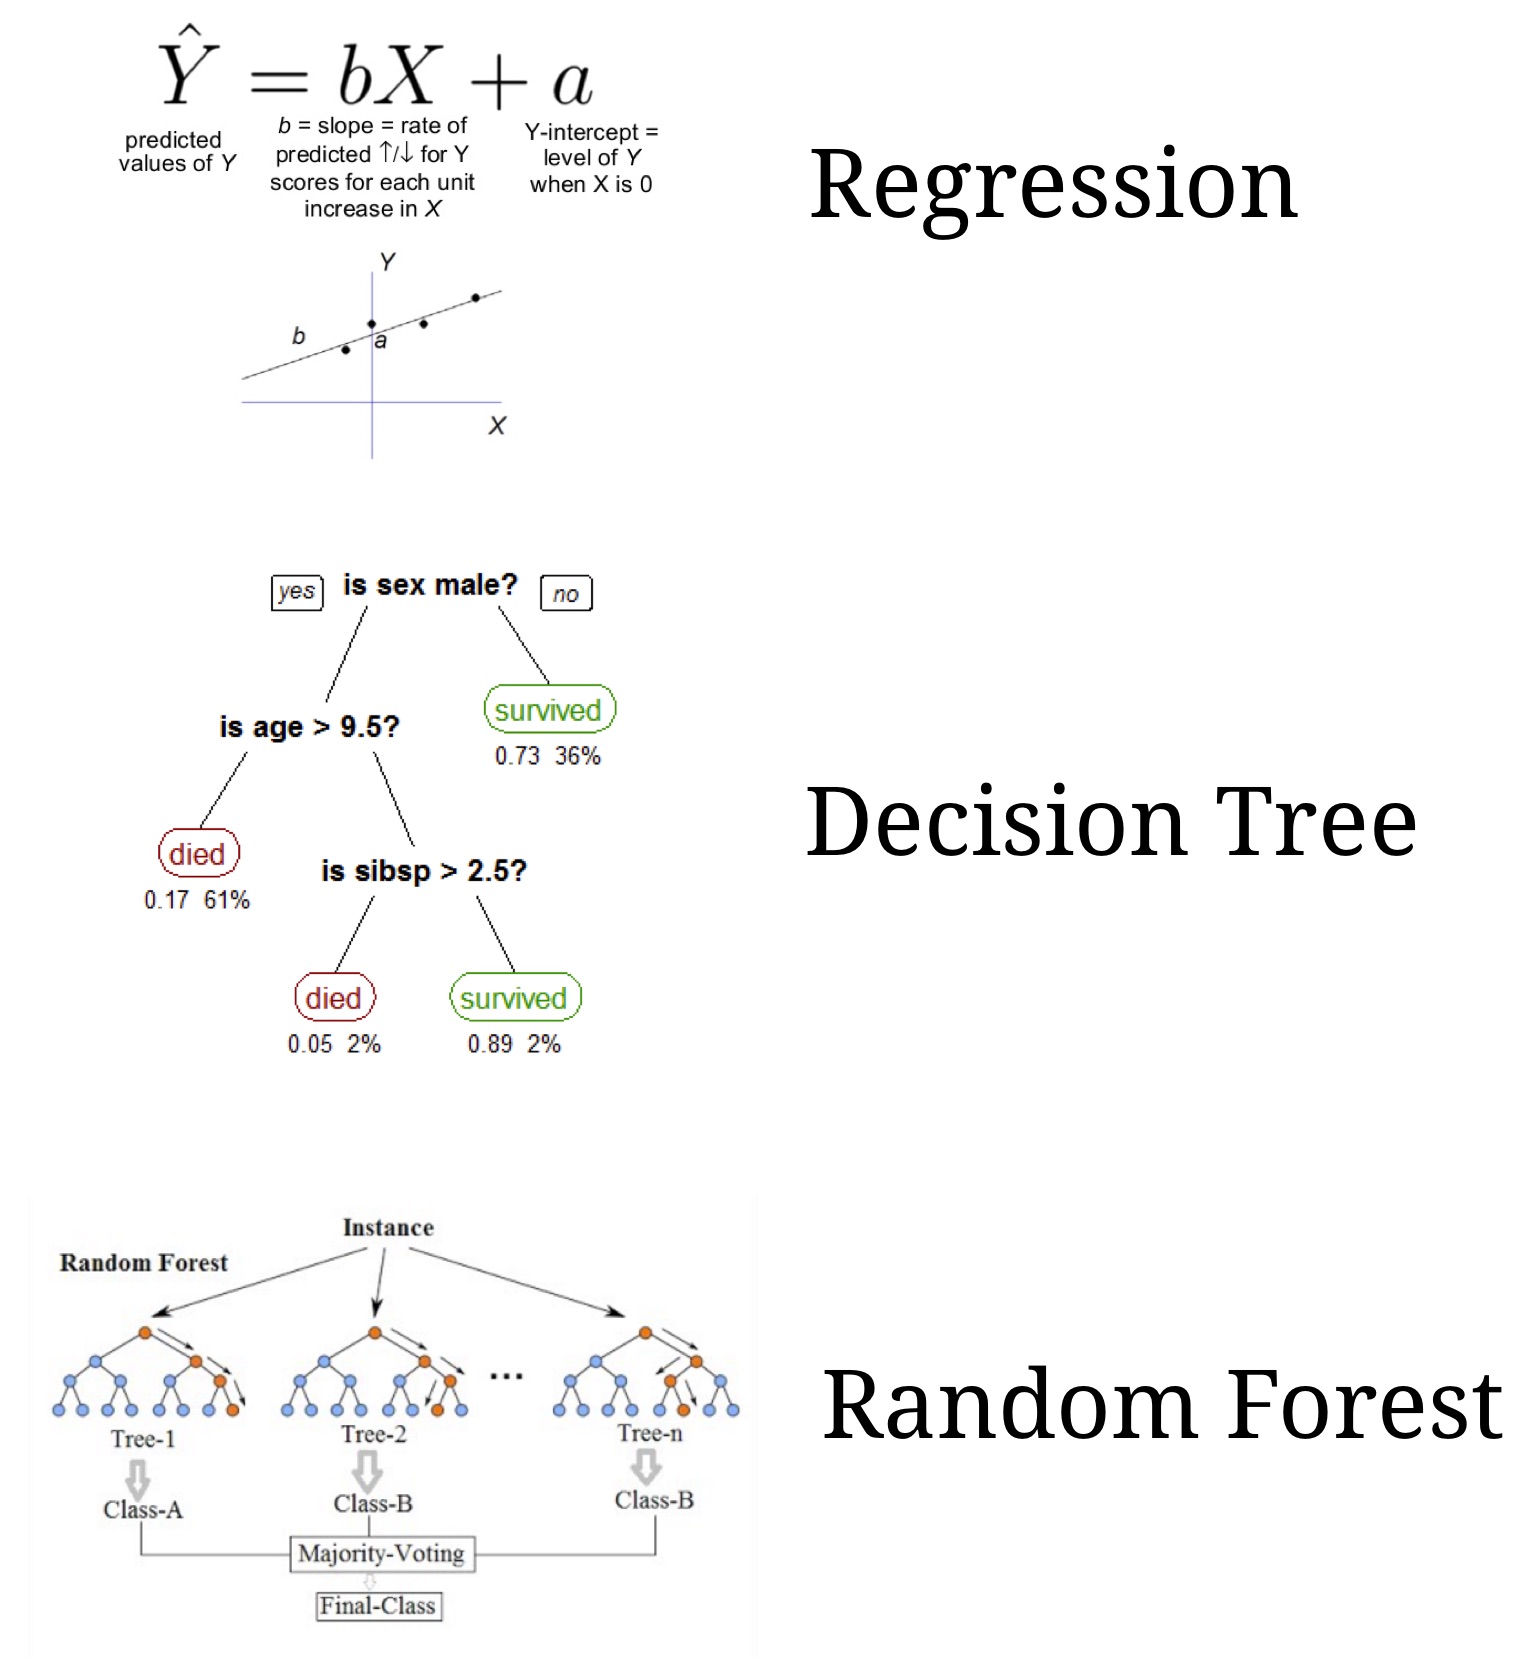 Ŷ = bX + a
predicted
values of Y
b = slope = rate of
predicted ↑/↓ for Y
scores for each unit
increase in X
Y-intercept =
level of Y
when X is 0
Regression
Y
b
a
X
yes
is sex male?
no
survived
0.73 36%
is age > 9.5?
died
0.17 61%
is sibsp > 2.5?
died
0.05 2%
survived
0.89 2%
Decision Tree
Instance
Random Forest
...
Tree-1
Tree-2
Tree-n
Class-A
Class-B
Class-B
Majority-Voting
Final-Class
Random Forest